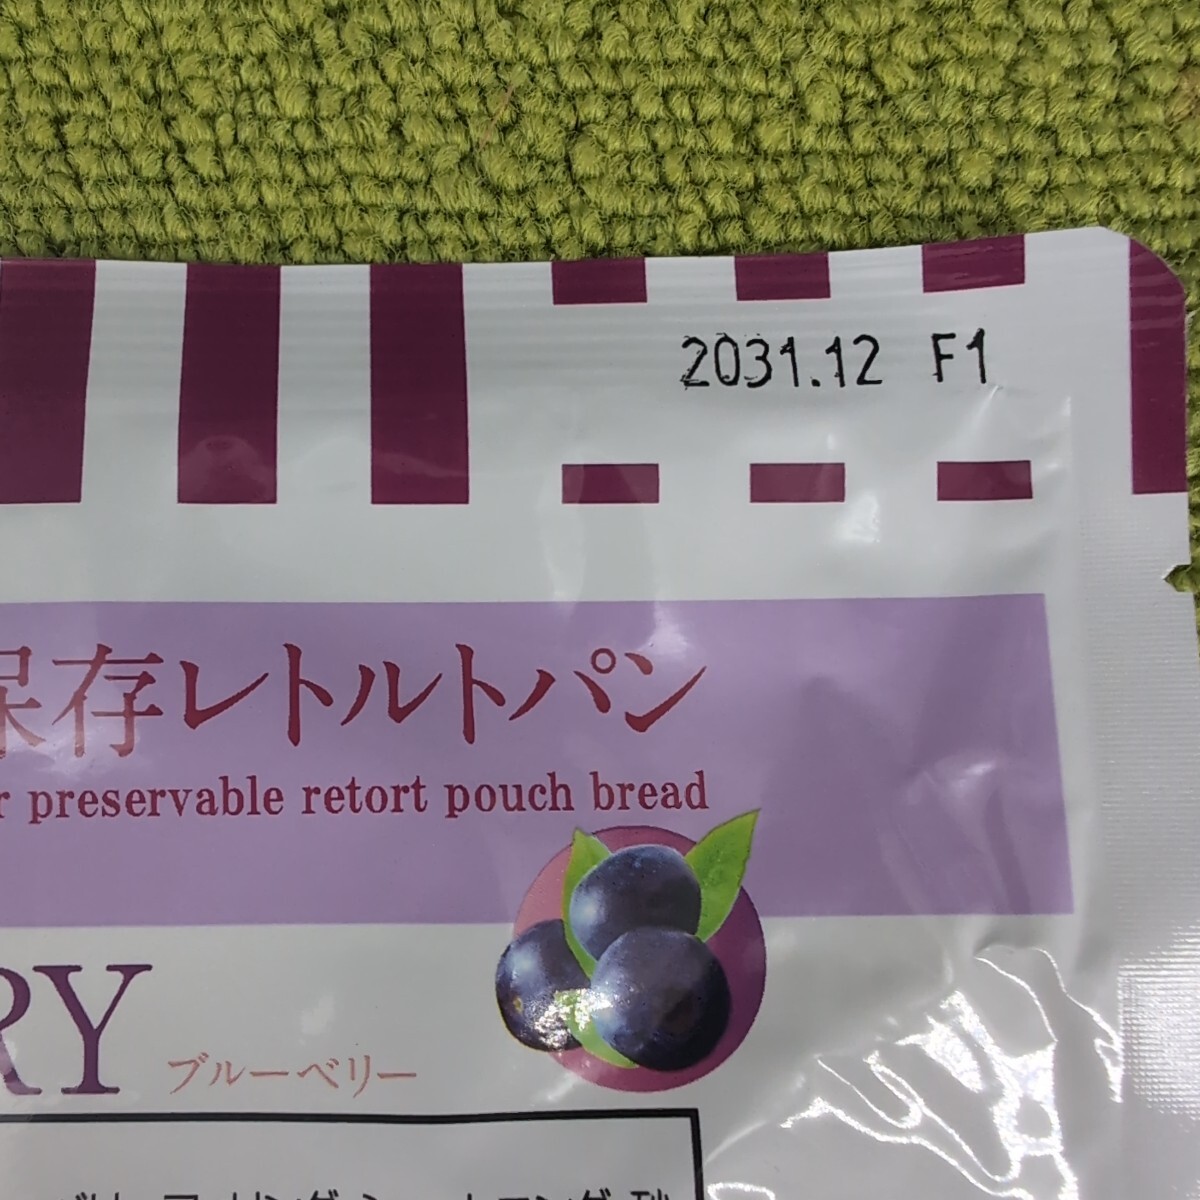 2031.12 F1
保存レトルトパン
r preservable retort pouch bread
RY ブルーベリー